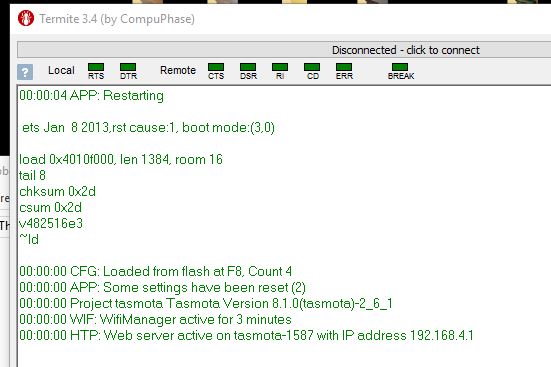 Termite 3.4 (by CompuPhase)
Disconnected - click to connect
? Local RTS DTR Remote CTS DSR RI CD ERR BREAK
00:00:04 APP: Restarting
ets Jan 8 2013,rst cause:1, boot mode:(3,0)
load 0x4010f000, len 1384, room 16
tail 8
chksum 0x2d
csum 0x2d
v482516e3
~ld
00:00:00 CFG: Loaded from flash at F8, Count 4
00:00:00 APP: Some settings have been reset (2)
00:00:00 Project tasmota Tasmota Version 8.1.0(tasmota)-2_6_1
00:00:00 WIF: WifiManager active for 3 minutes
00:00:00 HTP: Web server active on tasmota-1587 with IP address 192.168.4.1